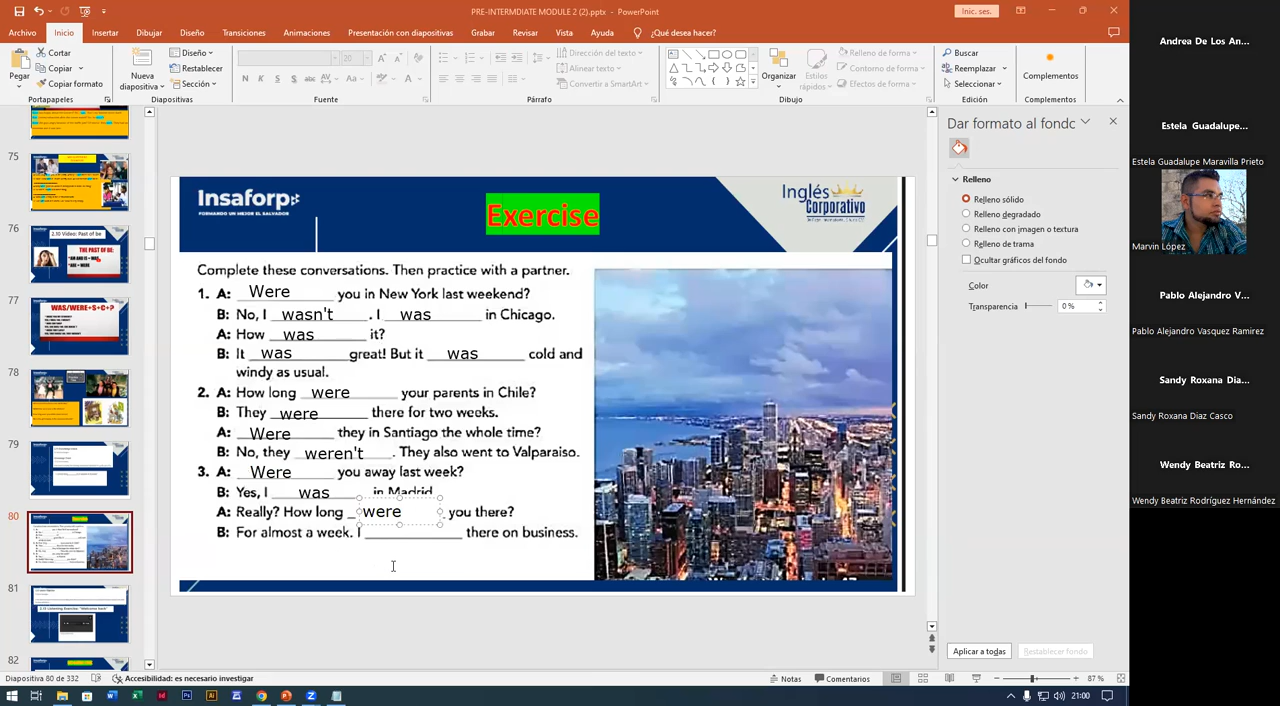 PRE-INTERMDIATE MODULE 2 (2).pptx - PowerPoint
Inic. ses.
Archivo Inicio Insertar Dibujar Diseño Transiciones Animaciones Presentación con diapositivas Grabar Revisar Vista Ayuda ¿Qué desea hacer?
Pegar
Cortar
Copiar
Copiar formato
Portapapeles
Nueva diapositiva
Diseño
Restablecer
Sección
Diapositivas
20
N K S S abc AV Aa
Fuente
Dirección del texto
Alinear texto
Convertir a SmartArt
Párrafo
Organizar
Estilos rápidos
Relleno de forma
Contorno de forma
Efectos de forma
Dibujo
Buscar
Reemplazar
Seleccionar
Edición
Complementos
Complementos
75
76
2.10 Video: Past of be
THE PAST OF BE:
77
WAS/WERE+S+C+?
78
79
80
81
82
Insaforp
FORMANDO UN MEJOR EL SALVADOR
Exercise
Inglés
Corporativo
Complete these conversations. Then practice with a partner.
1. A: Were you in New York last weekend?
B: No, I wasn't . I was in Chicago.
A: How was it?
B: It was great! But it was cold and
windy as usual.
2. A: How long were your parents in Chile?
B: They were there for two weeks.
A: Were they in Santiago the whole time?
B: No, they weren't . They also went to Valparaiso.
3. A: Were you away last week?
B: Yes, I was in Madrid
A: Really? How long were you there?
B: For almost a week. I ____________ there on business.
Dar formato al fondo
Relleno
Relleno sólido
Relleno degradado
Relleno con imagen o textura
Relleno de trama
Ocultar gráficos del fondo
Color
Transparencia 0 %
Aplicar a todas
Restablecer fondo
Andrea De Los An...
Estela Guadalupe...
Estela Guadalupe Maravilla Prieto
Marvin López
Pablo Alejandro V...
Pablo Alejandro Vasquez Ramirez
Sandy Roxana Dia...
Sandy Roxana Diaz Casco
Wendy Beatriz Ro...
Wendy Beatriz Rodríguez Hernández
Diapositiva 80 de 332
Accesibilidad: es necesario investigar
Notas
Comentarios
87 %
21:00